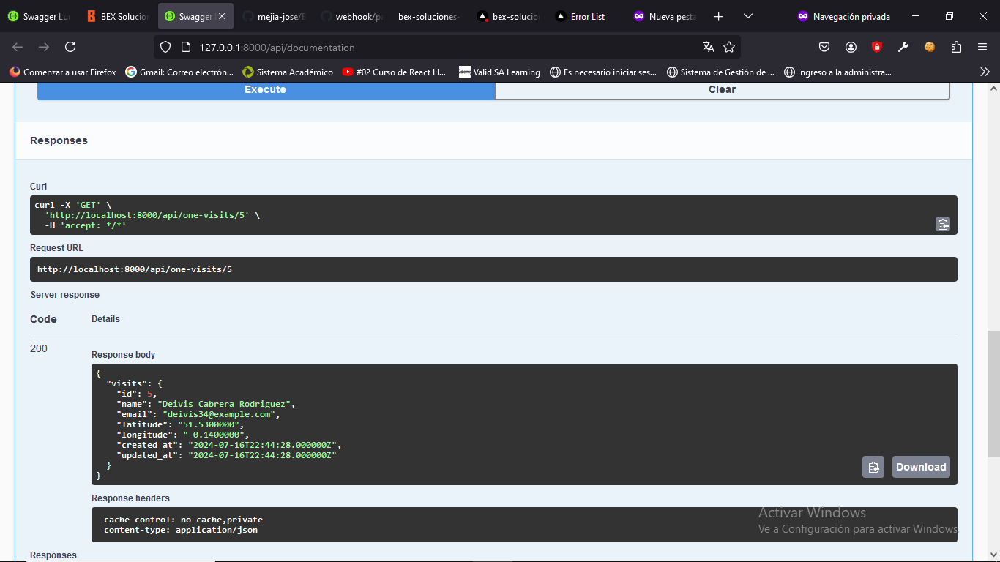 Swagger Lu
BEX Solucior
Swagger
mejia-jose/
webhook/pa
bex-soluciones-
bex-solucio
Error List
Nueva pesta
Navegación privada
127.0.0.1:8000/api/documentation
Comenzar a usar Firefox
Gmail: Correo electrón...
Sistema Académico
#02 Curso de React H...
Valid SA Learning
Es necesario iniciar ses...
Sistema de Gestión de ...
Ingreso a la administra...
Execute
Clear
Responses
Curl
curl -X 'GET' \
'http://localhost:8000/api/one-visits/5' \
-H 'accept: */*'
Request URL
http://localhost:8000/api/one-visits/5
Server response
Code
Details
200
Response body
{
"visits": {
"id": 5,
"name": "Deivis Cabrera Rodriguez",
"email": "deivis34@example.com",
"latitude": "51.5300000",
"longitude": "-0.1400000",
"created_at": "2024-07-16T22:44:28.000000Z",
"updated_at": "2024-07-16T22:44:28.000000Z"
}
}
Download
Response headers
cache-control: no-cache,private
content-type: application/json
Activar Windows
Ve a Configuración para activar Windows.
Responses